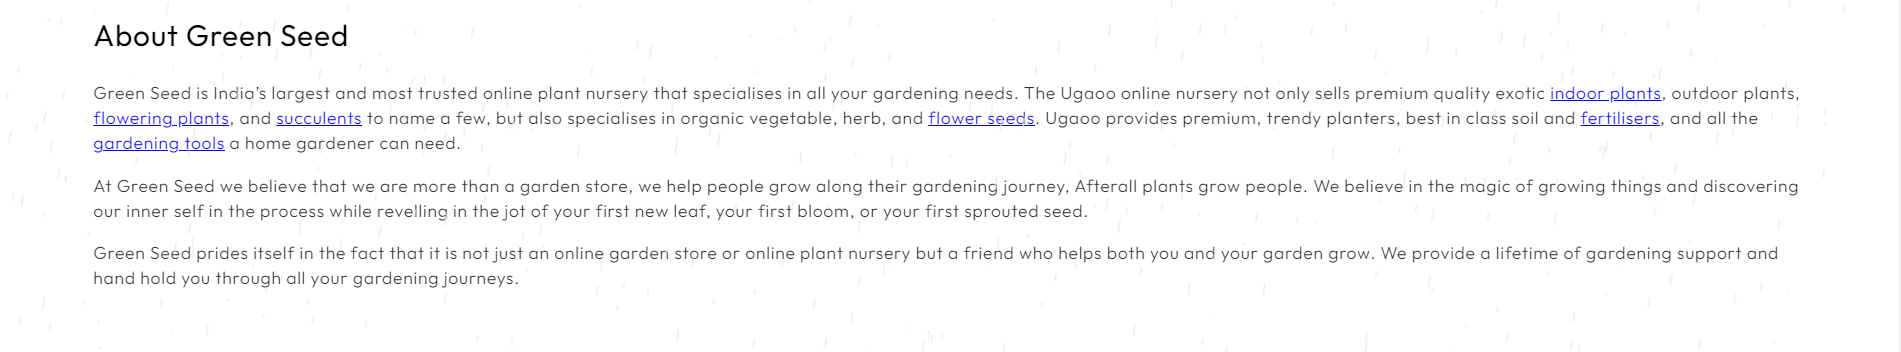 About Green Seed
Green Seed is India’s largest and most trusted online plant nursery that specialises in all your gardening needs. The Ugaoo online nursery not only sells premium quality exotic indoor plants, outdoor plants,
flowering plants, and succulents to name a few, but also specialises in organic vegetable, herb, and flower seeds. Ugaoo provides premium, trendy planters, best in class soil and fertilisers, and all the
gardening tools a home gardener can need.
At Green Seed we believe that we are more than a garden store, we help people grow along their gardening journey, Afterall plants grow people. We believe in the magic of growing things and discovering
our inner self in the process while revelling in the jot of your first new leaf, your first bloom, or your first sprouted seed.
Green Seed prides itself in the fact that it is not just an online garden store or online plant nursery but a friend who helps both you and your garden grow. We provide a lifetime of gardening support and
hand hold you through all your gardening journeys.